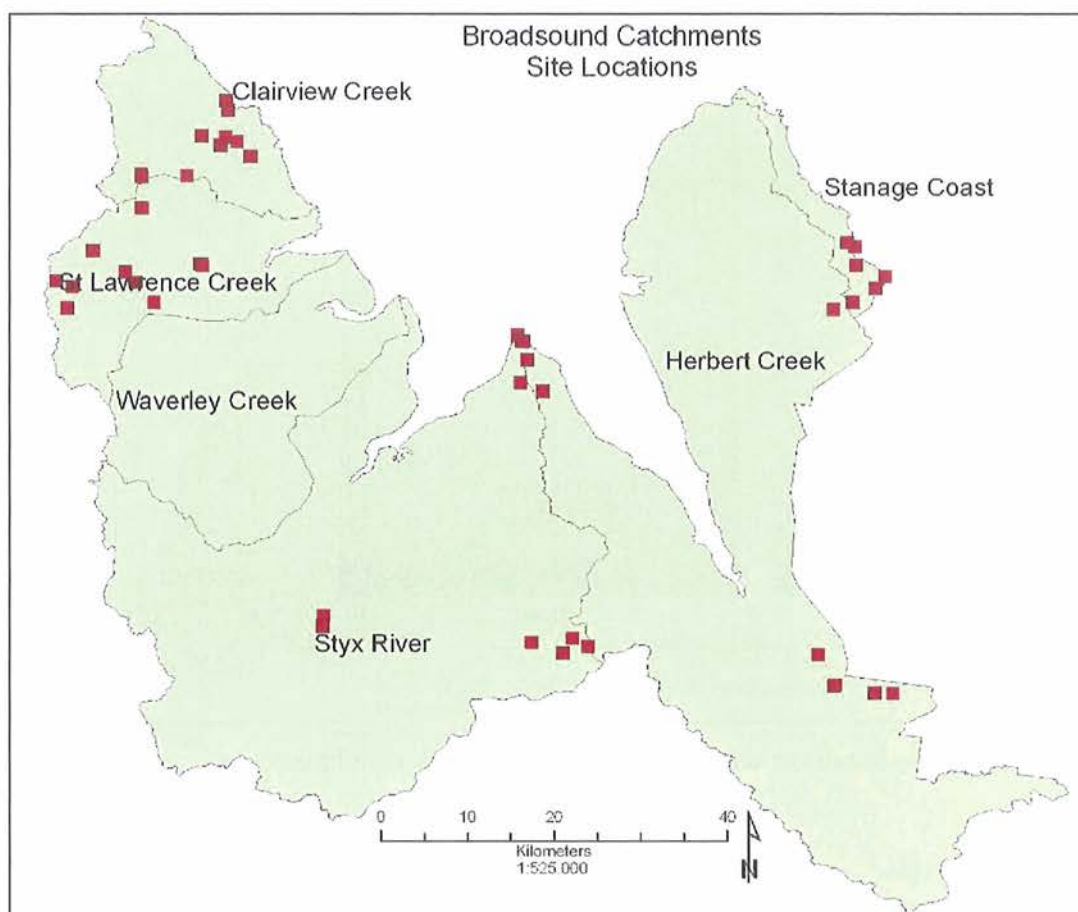 Broadsound Catchments
Site Locations
Clairview Creek
Stanage Coast
St Lawrence Creek
Herbert Creek
Waverley Creek
Styx River
0 10 20 40
Kilometers
1:525 000
N